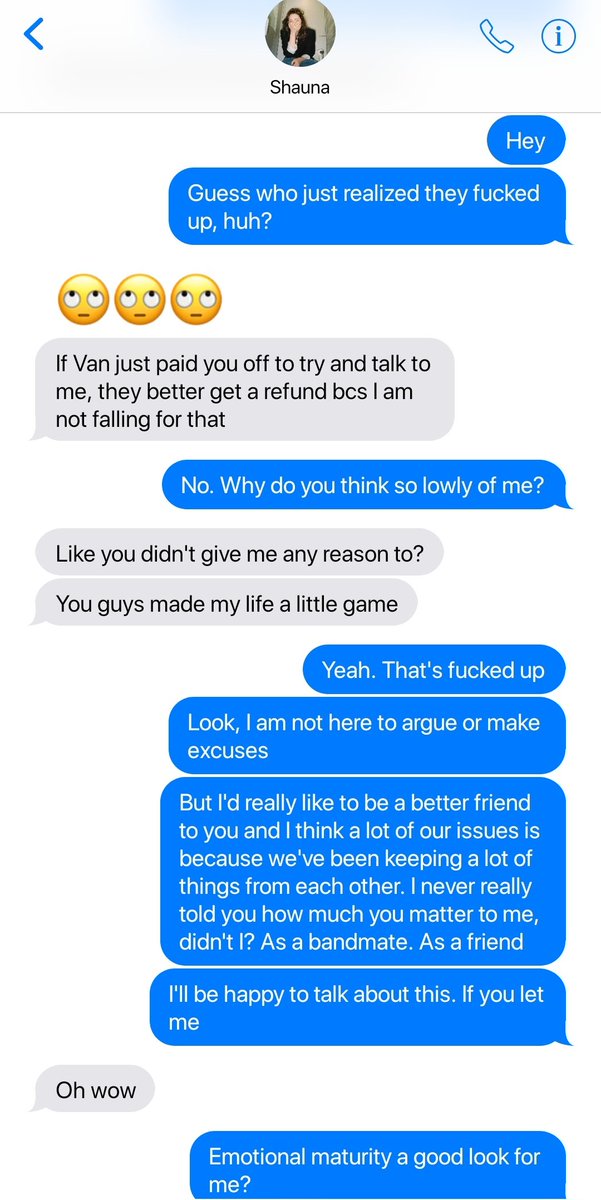 Shauna
Hey
Guess who just realized they fucked
up, huh?
🙄🙄🙄
If Van just paid you off to try and talk to
me, they better get a refund bcs I am
not falling for that
No. Why do you think so lowly of me?
Like you didn't give me any reason to?
You guys made my life a little game
Yeah. That's fucked up
Look, I am not here to argue or make
excuses
But I'd really like to be a better friend
to you and I think a lot of our issues is
because we've been keeping a lot of
things from each other. I never really
told you how much you matter to me,
didn't I? As a bandmate. As a friend
I'll be happy to talk about this. If you let
me
Oh wow
Emotional maturity a good look for
me?